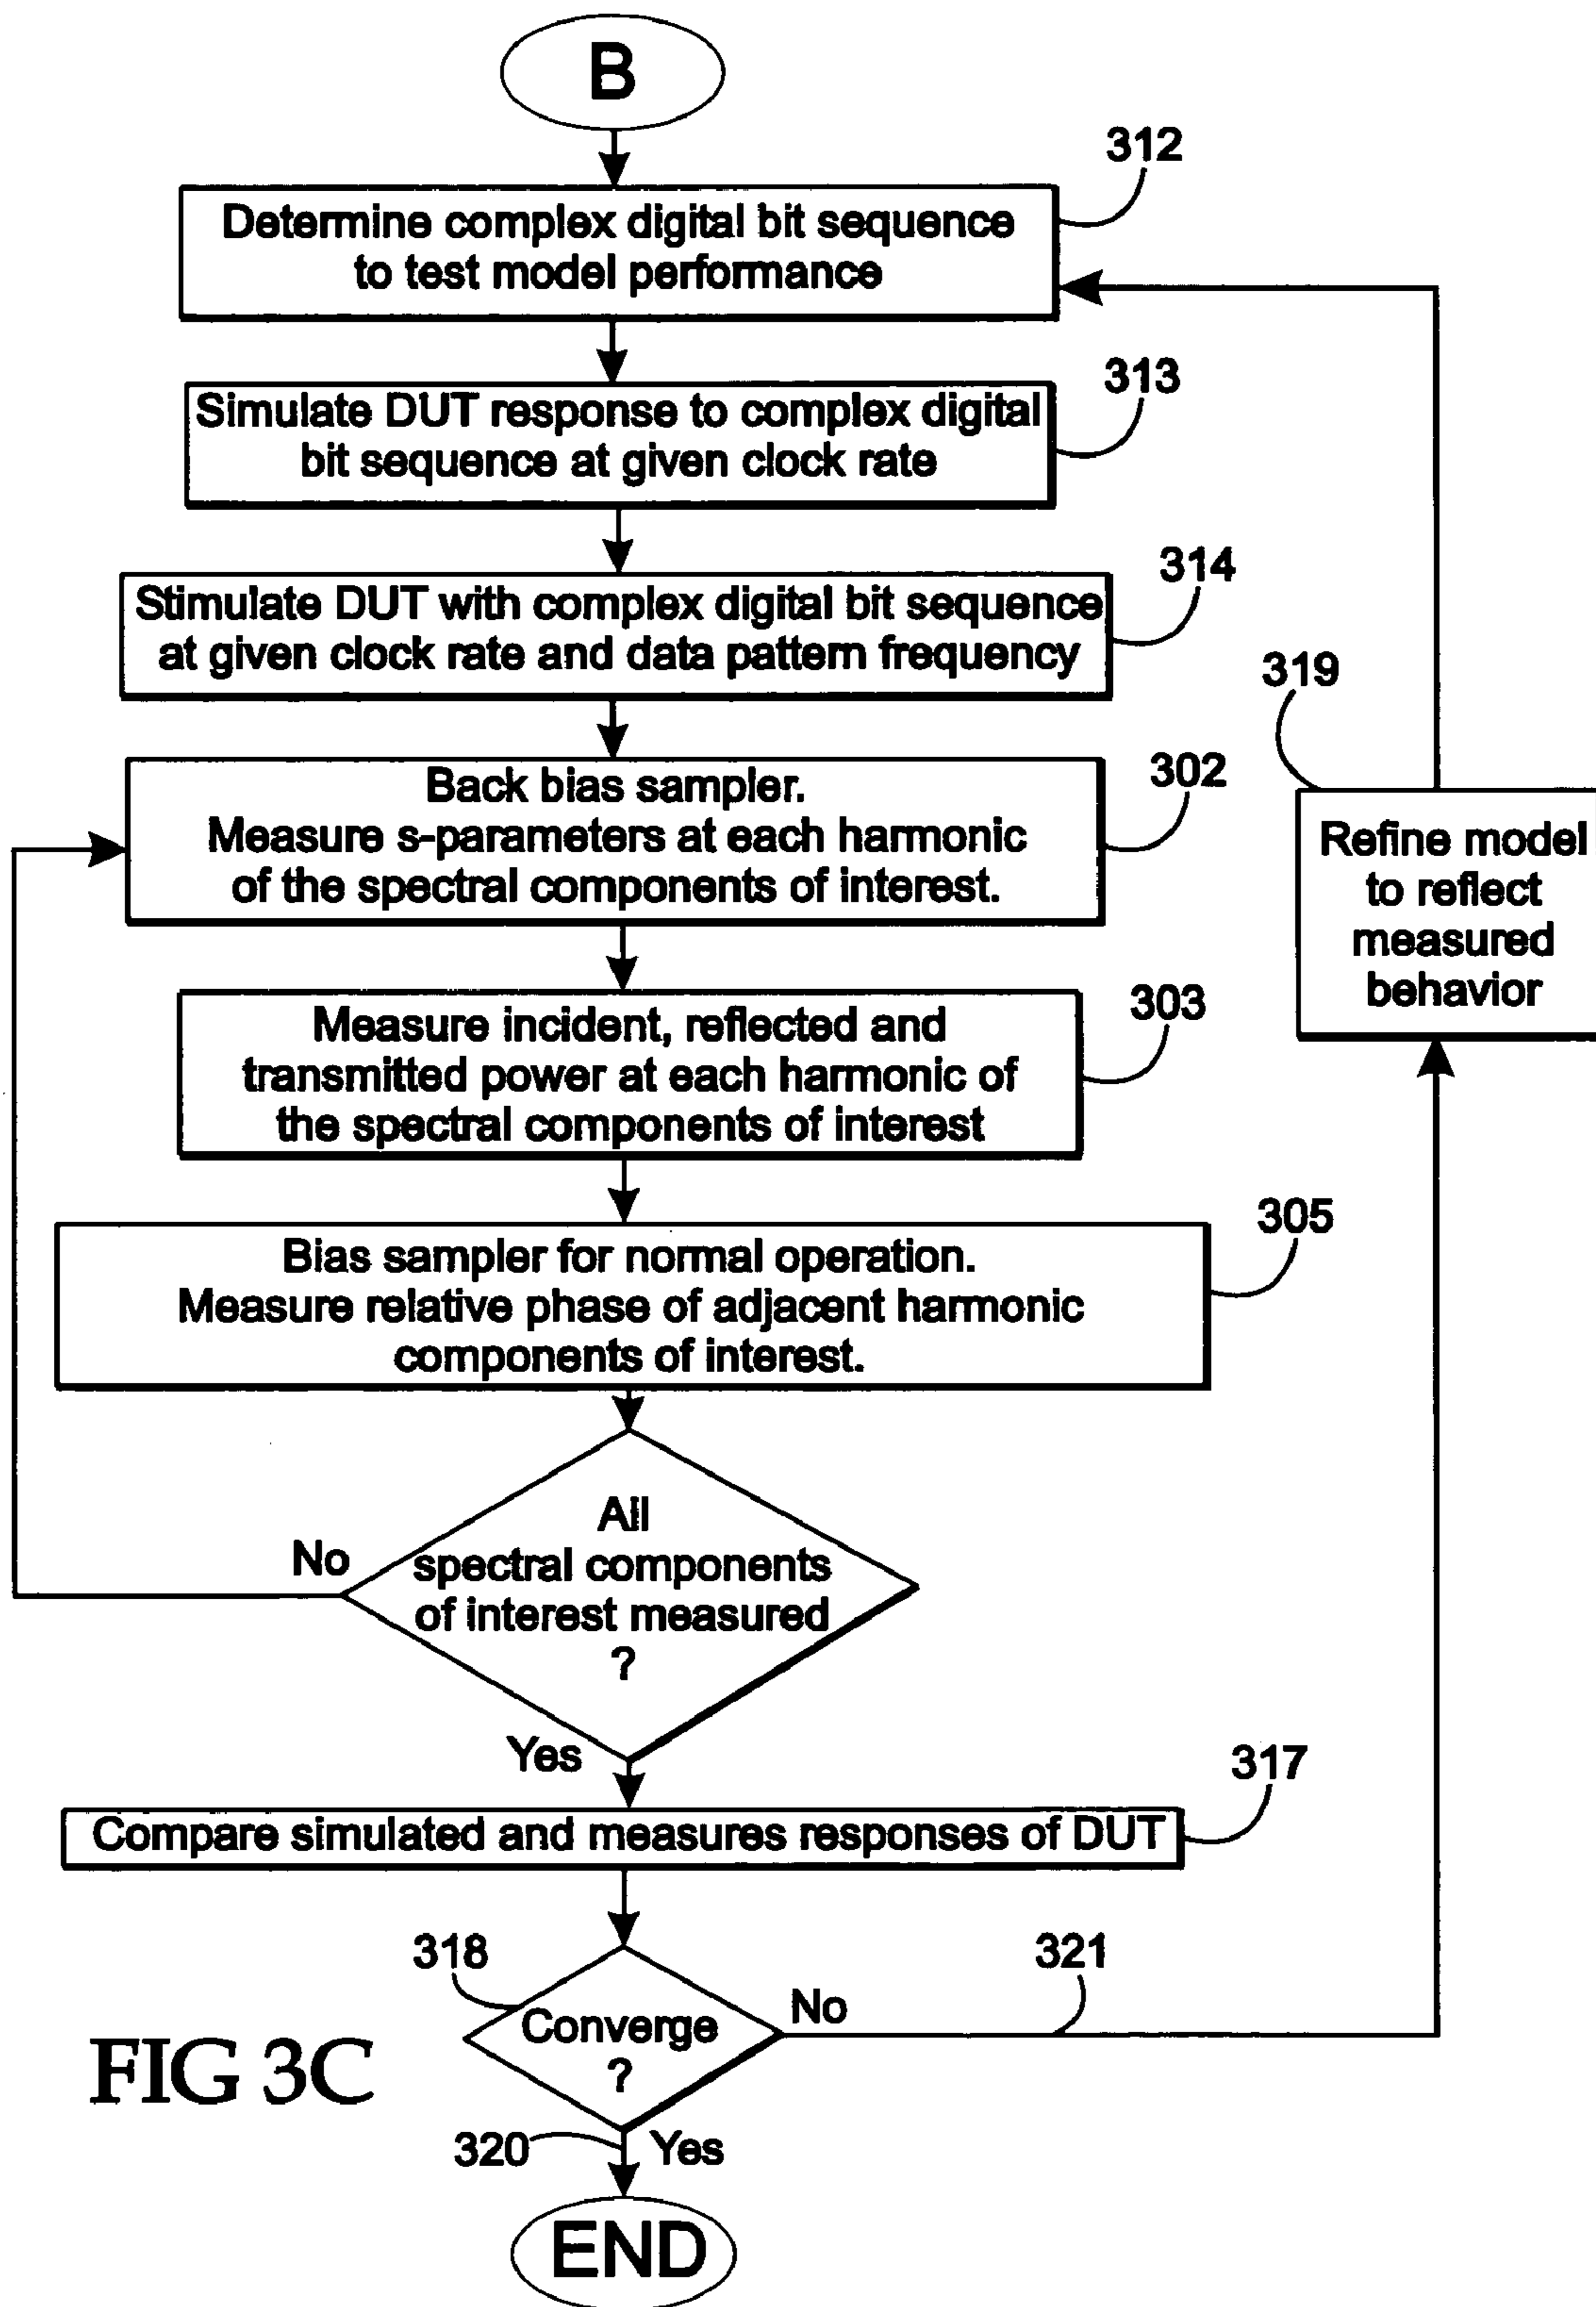 B
312
Determine complex digital bit sequence
to test model performance
313
Simulate DUT response to complex digital
bit sequence at given clock rate
314
Stimulate DUT with complex digital bit sequence
at given clock rate and data pattern frequency
319
302
Back bias sampler.
Measure s-parameters at each harmonic
of the spectral components of interest.
Refine model
to reflect
measured
behavior
303
Measure incident, reflected and
transmitted power at each harmonic of
the spectral components of interest
305
Bias sampler for normal operation.
Measure relative phase of adjacent harmonic
components of interest.
All
spectral components
of interest measured
?
No
Yes
317
Compare simulated and measures responses of DUT
318
Converge
?
No
321
FIG 3C
320
Yes
END